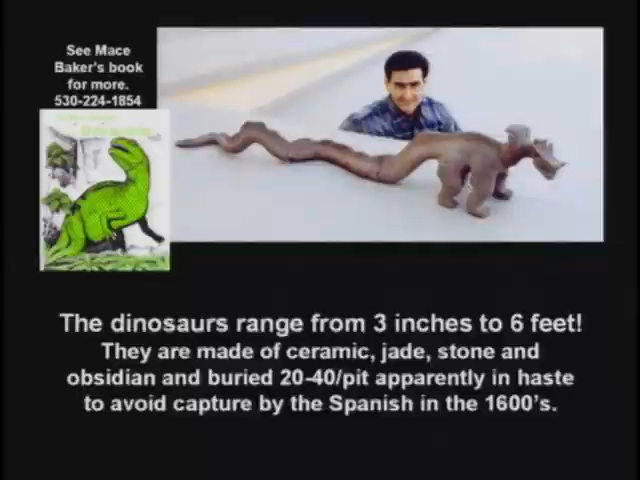 See Mace
Baker's book
for more.
530-224-1854
The dinosaurs range from 3 inches to 6 feet!
They are made of ceramic, jade, stone and
obsidian and buried 20-40/pit apparently in haste
to avoid capture by the Spanish in the 1600's.